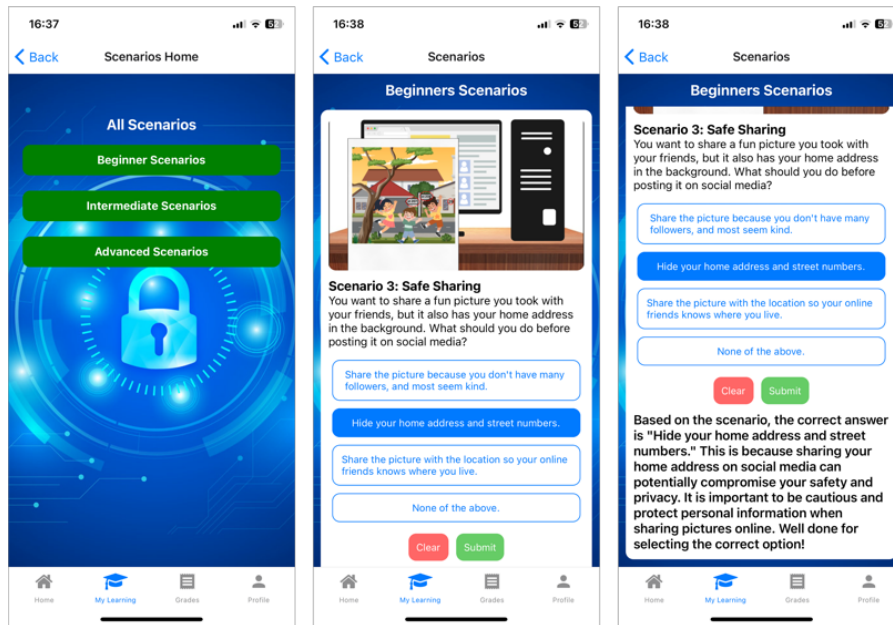 16:37
Back
Scenarios Home
All Scenarios
Beginner Scenarios
Intermediate Scenarios
Advanced Scenarios
Home
My Learning
Grades
Profile
16:38
Back
Scenarios
Beginners Scenarios
Scenario 3: Safe Sharing
You want to share a fun picture you took with
your friends, but it also has your home address
in the background. What should you do before
posting it on social media?
Share the picture because you don't have many
followers, and most seem kind.
Hide your home address and street numbers.
Share the picture with the location so your online
friends knows where you live.
None of the above.
Clear
Submit
Home
My Learning
Grades
Profile
16:38
Back
Scenarios
Beginners Scenarios
Scenario 3: Safe Sharing
You want to share a fun picture you took with
your friends, but it also has your home address
in the background. What should you do before
posting it on social media?
Share the picture because you don't have many
followers, and most seem kind.
Hide your home address and street numbers.
Share the picture with the location so your online
friends knows where you live.
None of the above.
Clear
Submit
Based on the scenario, the correct answer
is "Hide your home address and street
numbers." This is because sharing your
home address on social media can
potentially compromise your safety and
privacy. It is important to be cautious and
protect personal information when
sharing pictures online. Well done for
selecting the correct option!
Home
My Learning
Grades
Profile